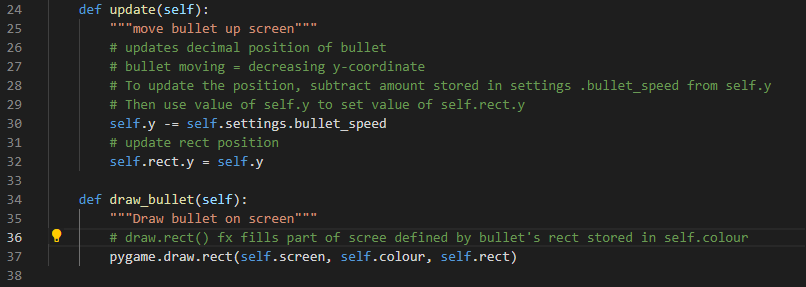 24 def update(self):
25 """move bullet up screen"""
26 # updates decimal position of bullet
27 # bullet moving = decreasing y-coordinate
28 # To update the position, subtract amount stored in settings .bullet_speed from self.y
29 # Then use value of self.y to set value of self.rect.y
30 self.y -= self.settings.bullet_speed
31 # update rect position
32 self.rect.y = self.y
33
34 def draw_bullet(self):
35 """Draw bullet on screen"""
36 # draw.rect() fx fills part of scree defined by bullet's rect stored in self.colour
37 pygame.draw.rect(self.screen, self.colour, self.rect)
38